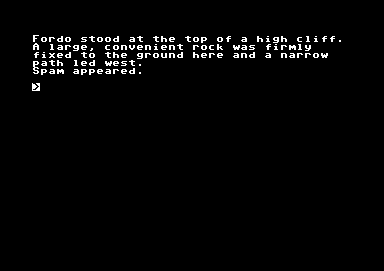 Fordo stood at the top of a high cliff.
A large, convenient rock was firmly
fixed to the ground here and a narrow
path led west.
Spam appeared.
>